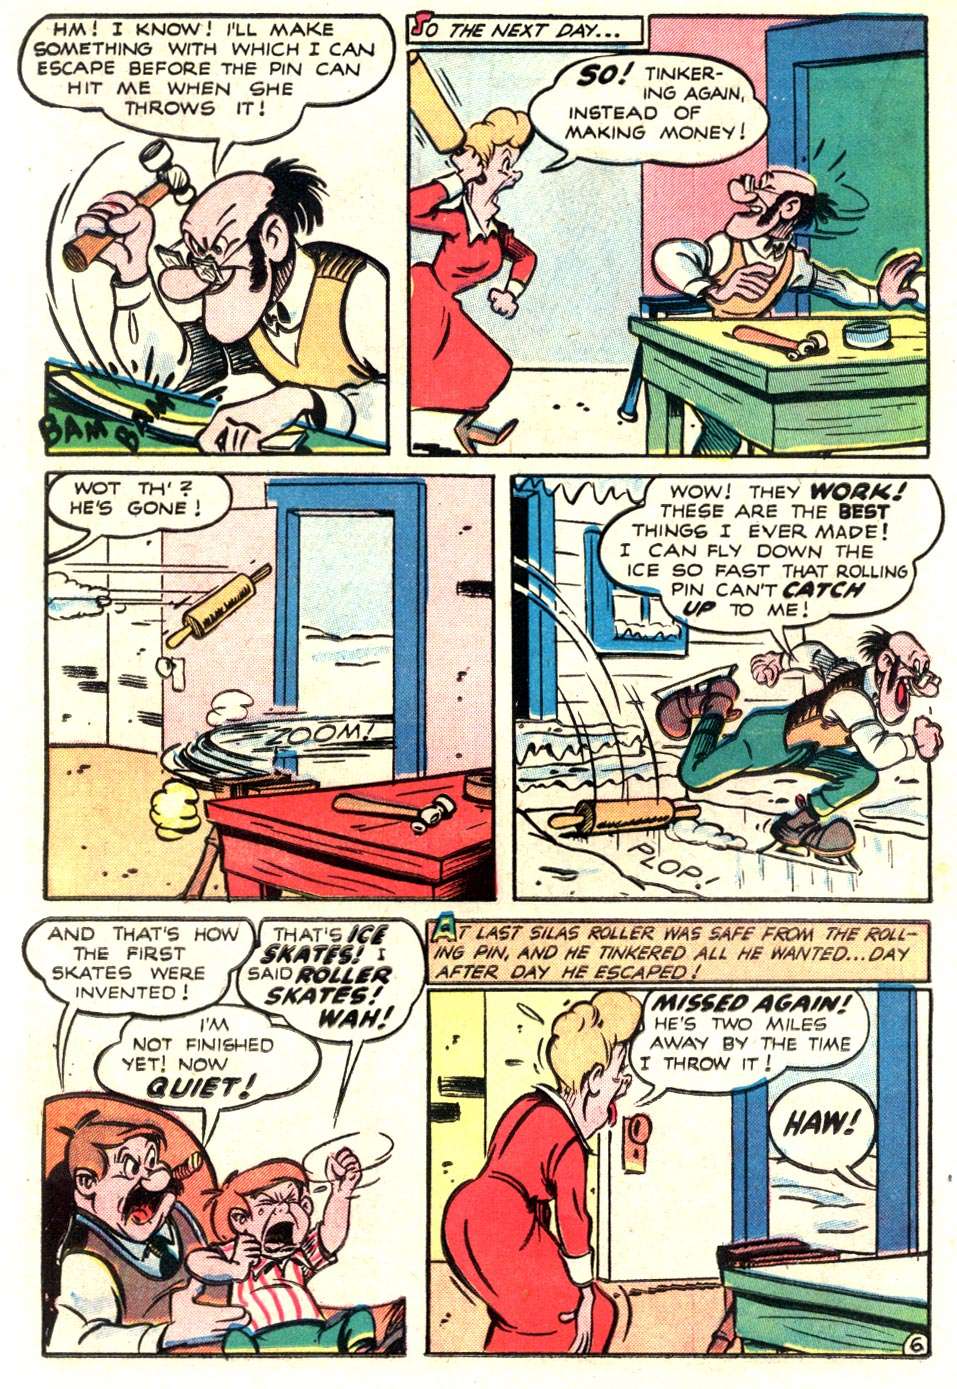 HM! I KNOW! I'LL MAKE
SOMETHING WITH WHICH I CAN
ESCAPE BEFORE THE PIN CAN
HIT ME WHEN SHE
THROWS IT!
BAM BAM
SO THE NEXT DAY...
SO! TINKER-
ING AGAIN,
INSTEAD OF
MAKING MONEY!
WOT TH'?
HE'S GONE!
ZOOM!
WOW! THEY WORK!
THESE ARE THE BEST
THINGS I EVER MADE!
I CAN FLY DOWN THE
ICE SO FAST THAT ROLLING
PIN CAN'T CATCH
UP TO ME!
PLOP!
AND THAT'S HOW
THE FIRST
SKATES WERE
INVENTED!
THAT'S ICE
SKATES! I
SAID ROLLER
SKATES!
WAH!
I'M
NOT FINISHED
YET! NOW
QUIET!
AT LAST SILAS ROLLER WAS SAFE FROM THE ROLL-
ING PIN, AND HE TINKERED ALL HE WANTED...DAY
AFTER DAY HE ESCAPED!
MISSED AGAIN!
HE'S TWO MILES
AWAY BY THE TIME
I THROW IT!
HAW!
6